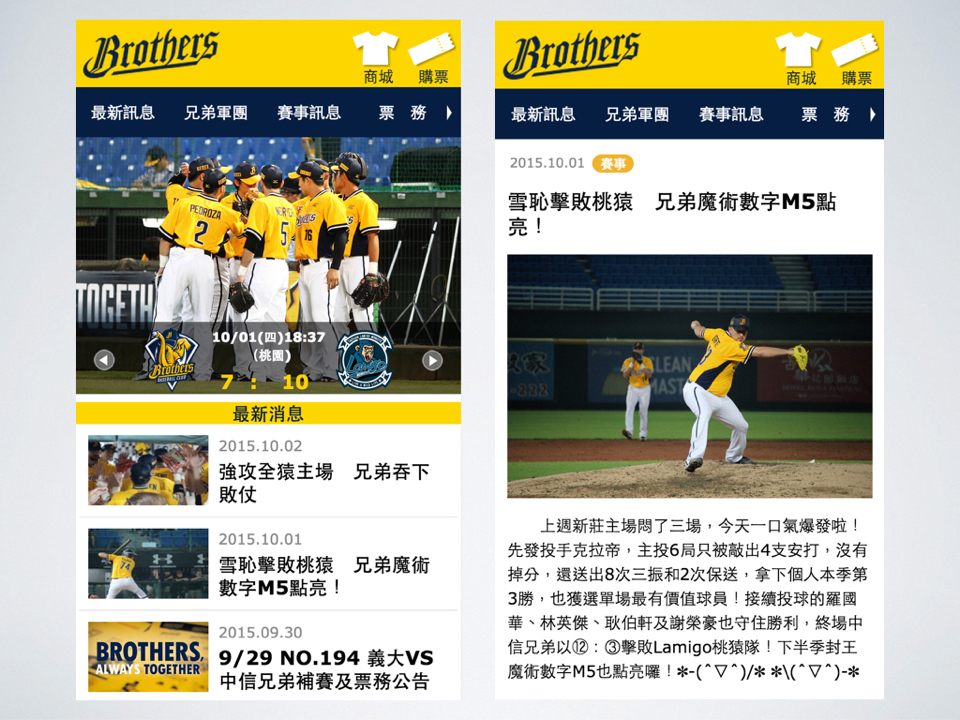 Brothers
商城
購票
最新訊息
兄弟軍團
賽事訊息
票 務
PEDROZA
2
5
16
TOGETH
10/01(四)18:37
(桃園)
Brothers
BASEBALL CLUB
7 : 10
最新消息
2015.10.02
強攻全猿主場 兄弟吞下
敗仗
2015.10.01
雪恥擊敗桃猿 兄弟魔術
數字M5點亮！
74
2015.09.30
9/29 NO.194 義大VS
中信兄弟補賽及票務公告
BROTHERS,
ALWAYS TOGETHER
Brothers
商城
購票
最新訊息
兄弟軍團
賽事訊息
票 務
2015.10.01
賽事
雪恥擊敗桃猿 兄弟魔術數字M5點
亮！
CLEAN
MAST
上週新莊主場悶了三場，今天一口氣爆發啦！
先發投手克拉帝，主投6局只被敲出4支安打，沒有
掉分，還送出8次三振和2次保送，拿下個人本季第
3勝，也獲選單場最有價值球員！接續投球的羅國
華、林英傑、耿伯軒及謝榮豪也守住勝利，終場中
信兄弟以⑫：③擊敗Lamigo桃猿隊！下半季封王
魔術數字M5也點亮囉！✻-(＾▽＾)/✻ ✻\(＾▽＾)-✻